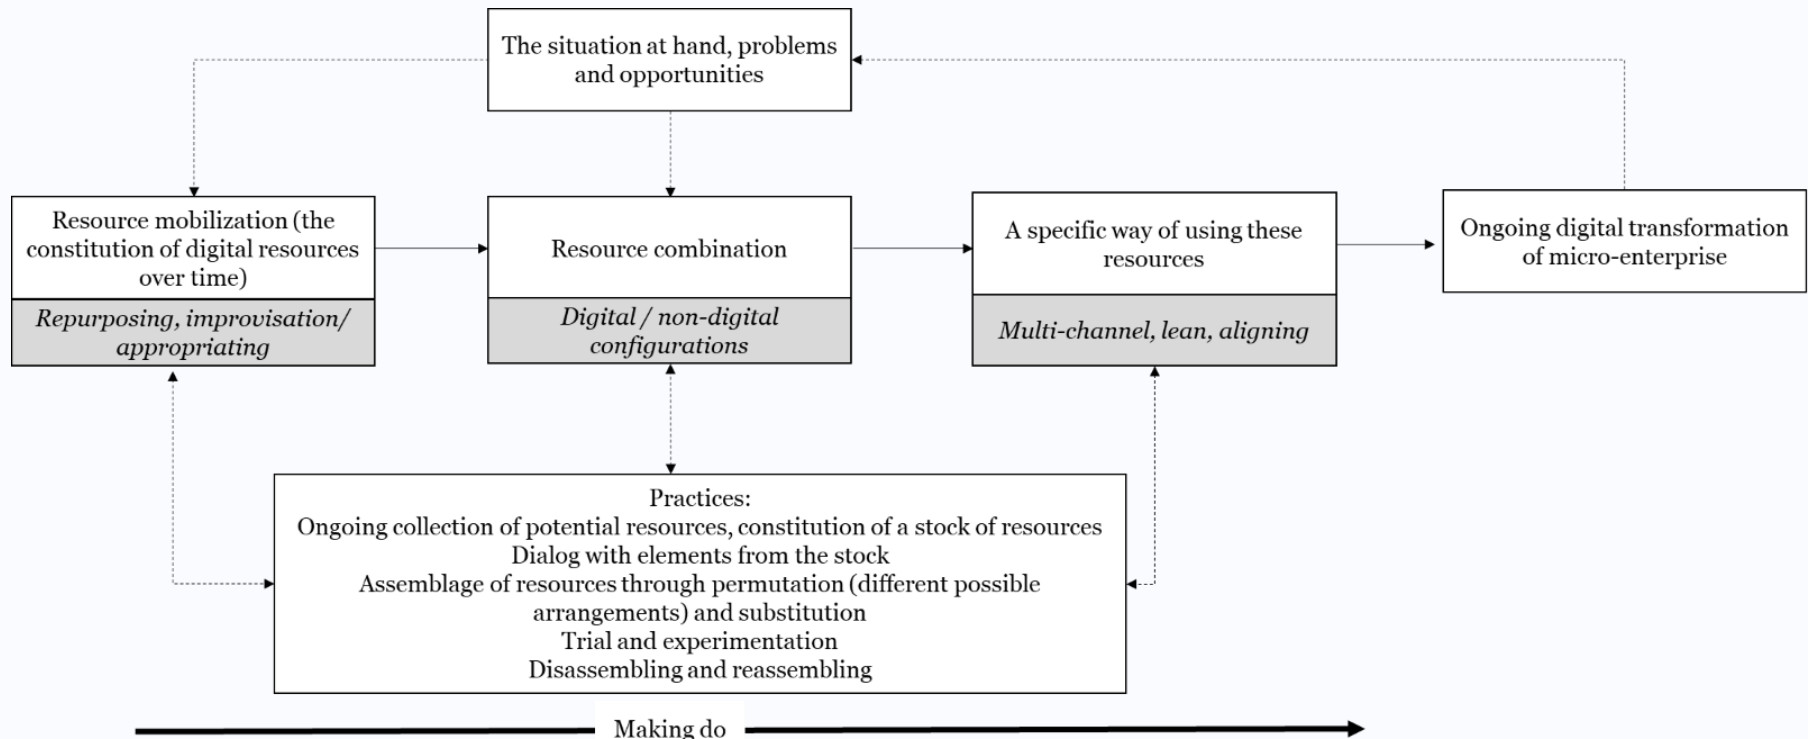 The situation at hand, problems
and opportunities
Resource mobilization (the
constitution of digital resources
over time)
Repurposing, improvisation/
appropriating
Resource combination
Digital / non-digital
configurations
A specific way of using these
resources
Multi-channel, lean, aligning
Ongoing digital transformation
of micro-enterprise
Practices:
Ongoing collection of potential resources, constitution of a stock of resources
Dialog with elements from the stock
Assemblage of resources through permutation (different possible
arrangements) and substitution
Trial and experimentation
Disassembling and reassembling
Making do